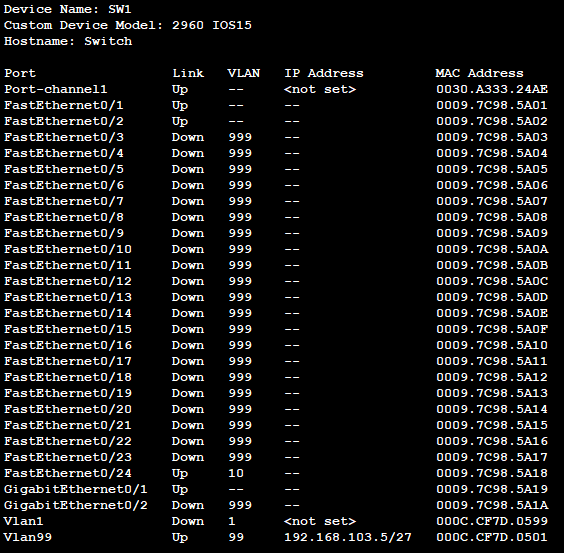 Device Name: SW1
Custom Device Model: 2960 IOS15
Hostname: Switch
Port Link VLAN IP Address MAC Address
Port-channel1 Up -- <not set> 0030.A333.24AE
FastEthernet0/1 Up -- -- 0009.7C98.5A01
FastEthernet0/2 Up -- -- 0009.7C98.5A02
FastEthernet0/3 Down 999 -- 0009.7C98.5A03
FastEthernet0/4 Down 999 -- 0009.7C98.5A04
FastEthernet0/5 Down 999 -- 0009.7C98.5A05
FastEthernet0/6 Down 999 -- 0009.7C98.5A06
FastEthernet0/7 Down 999 -- 0009.7C98.5A07
FastEthernet0/8 Down 999 -- 0009.7C98.5A08
FastEthernet0/9 Down 999 -- 0009.7C98.5A09
FastEthernet0/10 Down 999 -- 0009.7C98.5A0A
FastEthernet0/11 Down 999 -- 0009.7C98.5A0B
FastEthernet0/12 Down 999 -- 0009.7C98.5A0C
FastEthernet0/13 Down 999 -- 0009.7C98.5A0D
FastEthernet0/14 Down 999 -- 0009.7C98.5A0E
FastEthernet0/15 Down 999 -- 0009.7C98.5A0F
FastEthernet0/16 Down 999 -- 0009.7C98.5A10
FastEthernet0/17 Down 999 -- 0009.7C98.5A11
FastEthernet0/18 Down 999 -- 0009.7C98.5A12
FastEthernet0/19 Down 999 -- 0009.7C98.5A13
FastEthernet0/20 Down 999 -- 0009.7C98.5A14
FastEthernet0/21 Down 999 -- 0009.7C98.5A15
FastEthernet0/22 Down 999 -- 0009.7C98.5A16
FastEthernet0/23 Down 999 -- 0009.7C98.5A17
FastEthernet0/24 Up 10 -- 0009.7C98.5A18
GigabitEthernet0/1 Up -- -- 0009.7C98.5A19
GigabitEthernet0/2 Down 999 -- 0009.7C98.5A1A
Vlan1 Down 1 <not set> 000C.CF7D.0599
Vlan99 Up 99 192.168.103.5/27 000C.CF7D.0501